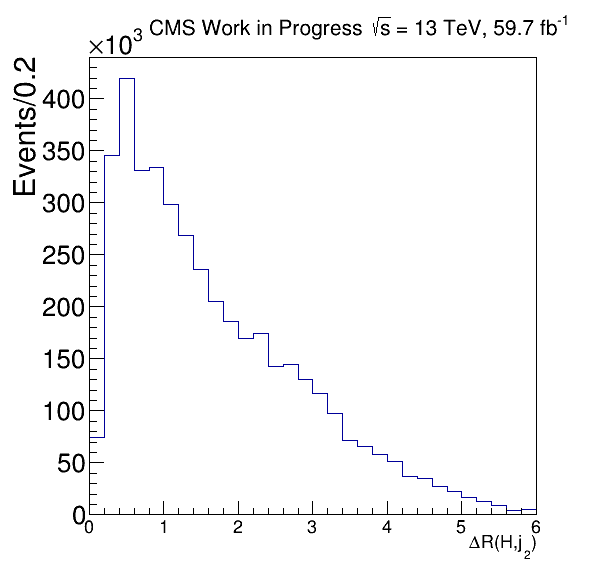 ×10³ CMS Work in Progress √s = 13 TeV, 59.7 fb⁻¹
Events/0.2
400
350
300
250
200
150
100
50
0
0 1 2 3 4 5 6
ΔR(H,j₂)